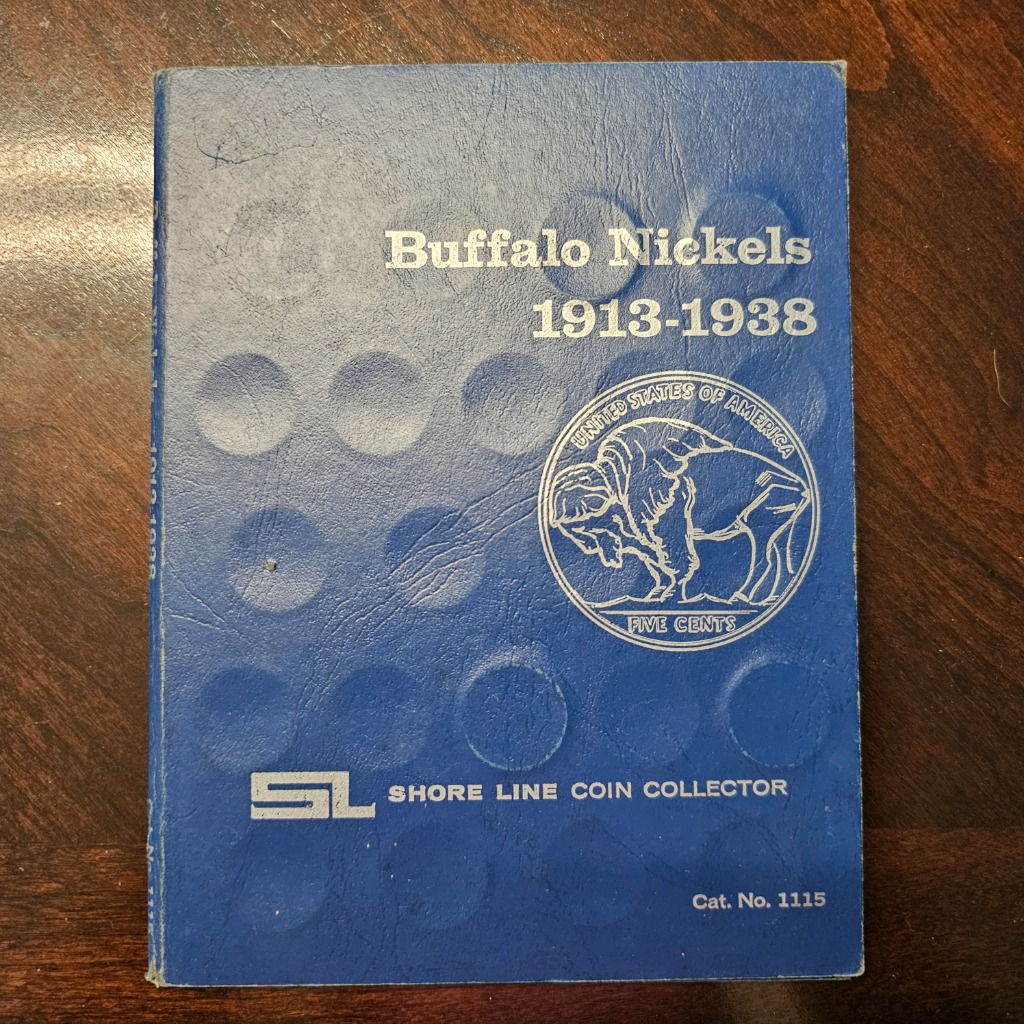 Buffalo Nickels
1913-1938
UNITED STATES OF AMERICA
FIVE CENTS
SL SHORE LINE COIN COLLECTOR
Cat. No. 1115